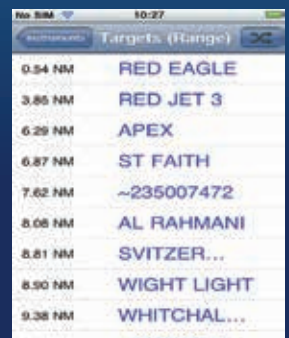 No SIM 10:27
Instruments Targets (Range)
0.54 NM RED EAGLE
3.85 NM RED JET 3
6.29 NM APEX
6.87 NM ST FAITH
7.62 NM ~235007472
8.08 NM AL RAHMANI
8.81 NM SVITZER...
8.90 NM WIGHT LIGHT
9.38 NM WHITCHAL...